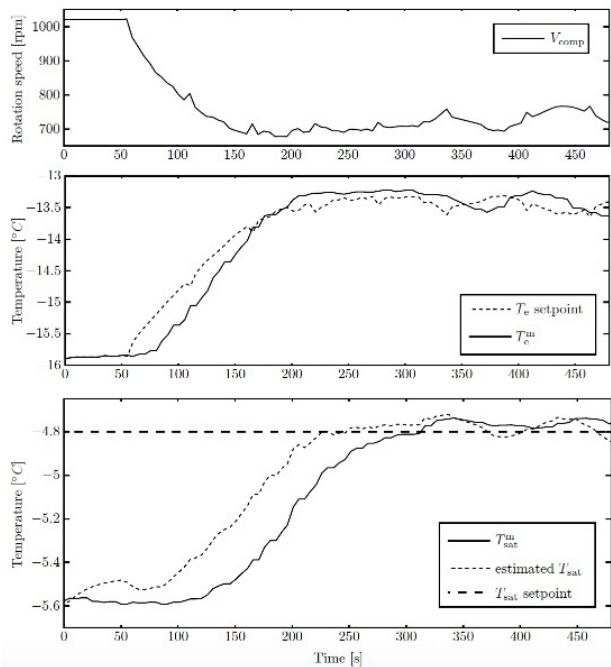 1000
900
800
700
Rotation speed [rpm]
V_comp
0 50 100 150 200 250 300 350 400 450
−13
−13.5
−14
−14.5
−15
−15.5
16
Temperature [°C]
T_e setpoint
T_e^m
0 50 100 150 200 250 300 350 400 450
−4.8
−5
−5.2
−5.4
−5.6
Temperature [°C]
T_sat^m
estimated T_sat
T_sat setpoint
0 50 100 150 200 250 300 350 400 450
Time [s]